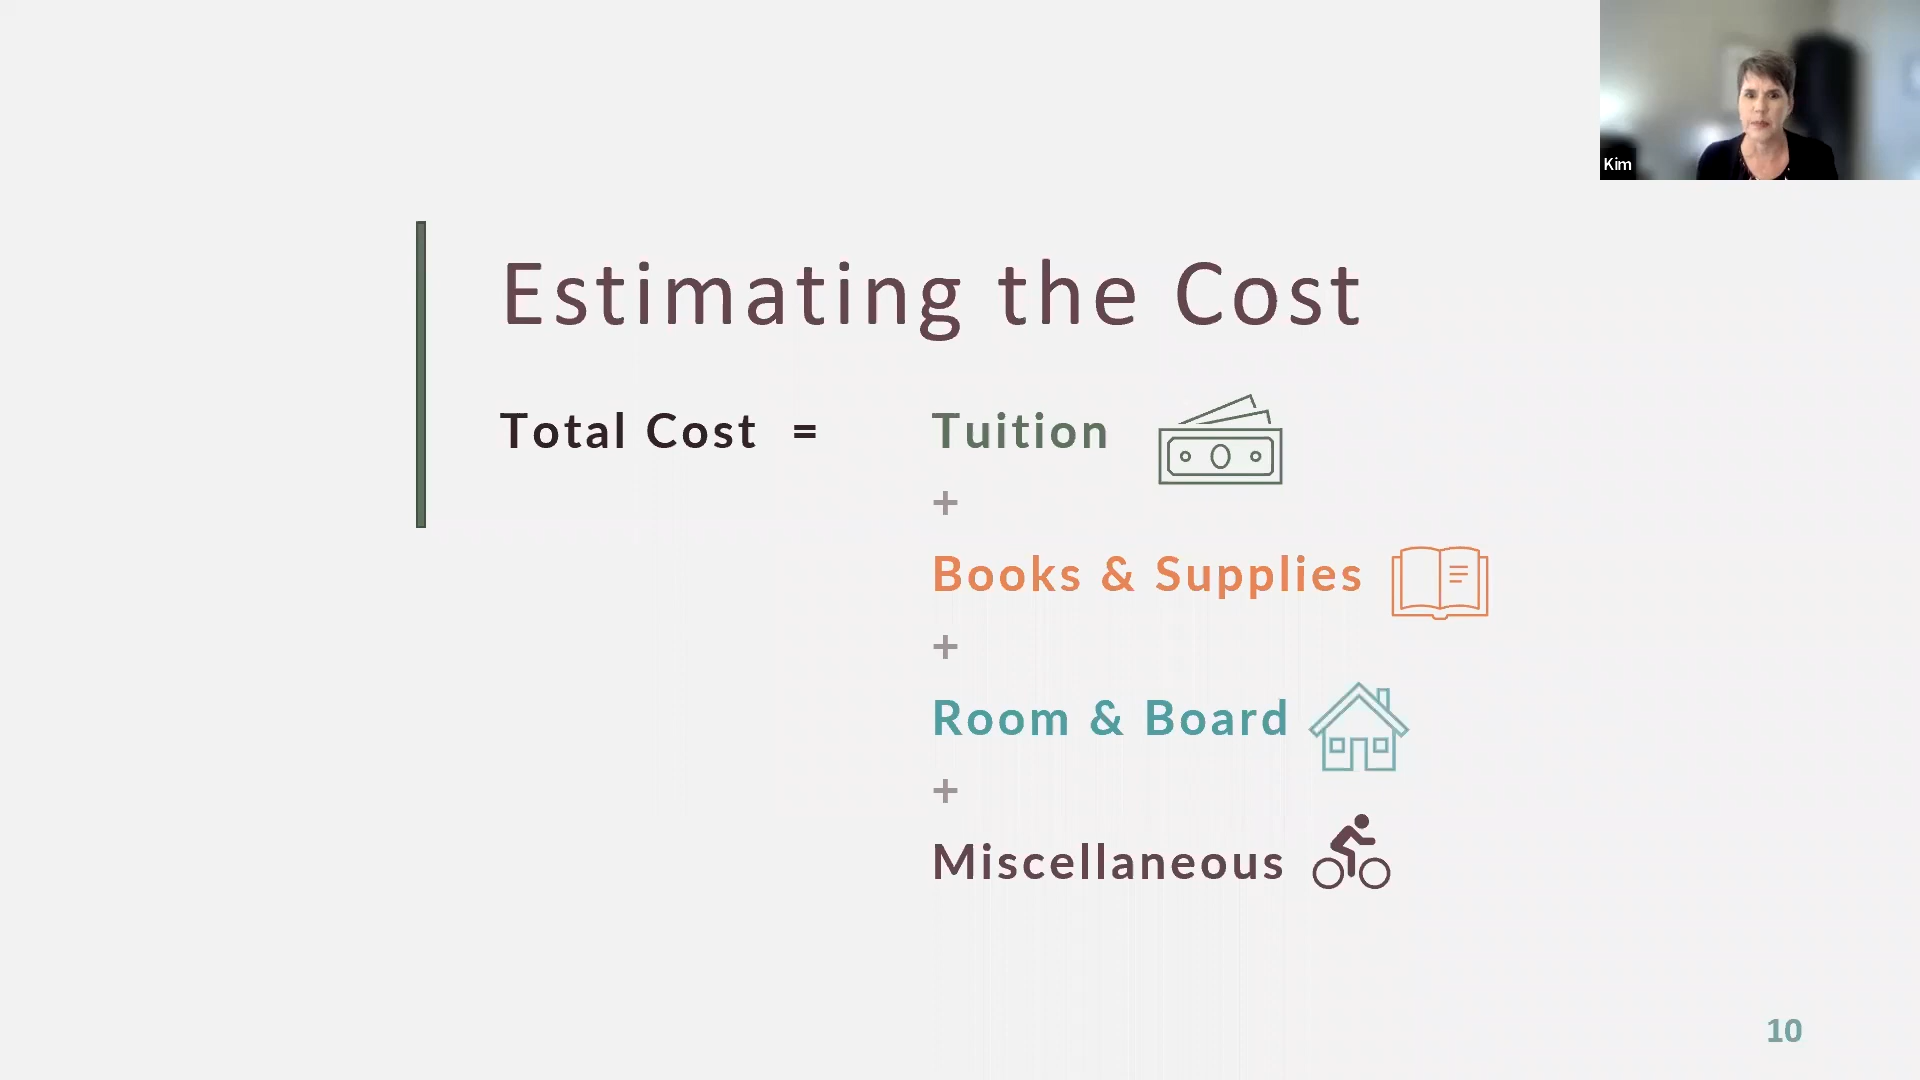 Kim
Estimating the Cost
Total Cost = Tuition
+
Books & Supplies
+
Room & Board
+
Miscellaneous
10